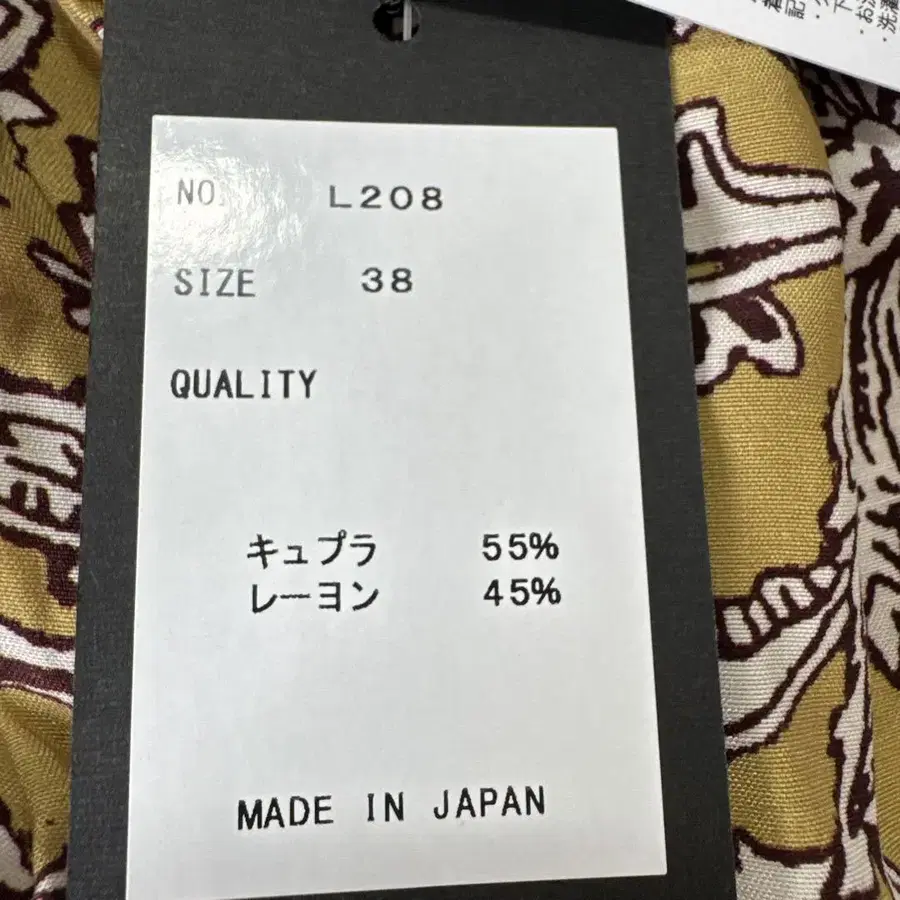 NO. L208
SIZE 38
QUALITY
キュプラ 55%
レーヨン 45%
MADE IN JAPAN